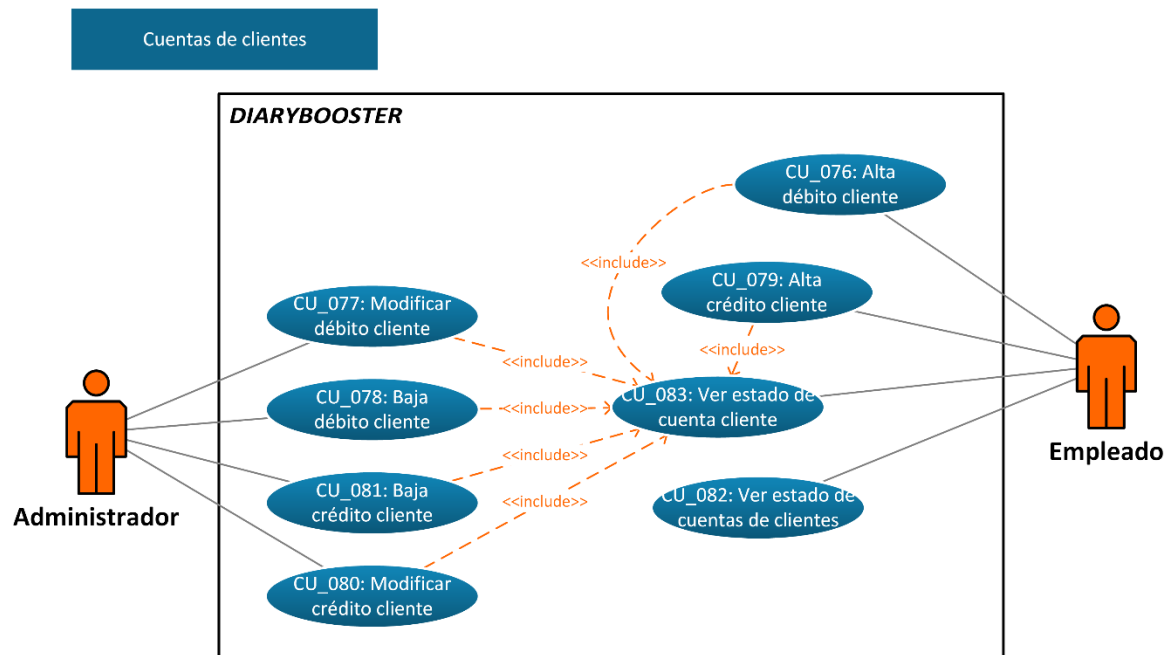 Cuentas de clientes
DIARYBOOSTER
CU_076: Alta
débito cliente
<<include>>
CU_079: Alta
crédito cliente
<<include>>
CU_077: Modificar
débito cliente
<<include>>
CU_078: Baja
débito cliente
<<include>>
CU_083: Ver estado de
cuenta cliente
CU_081: Baja
crédito cliente
<<include>>
<<include>>
CU_082: Ver estado de
cuentas de clientes
CU_080: Modificar
crédito cliente
Administrador
Empleado